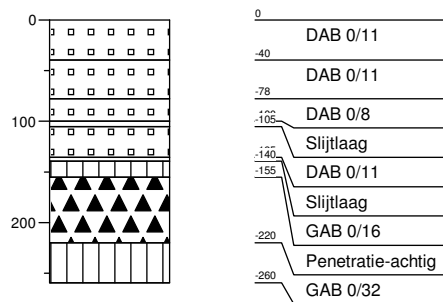 0
100
200
0
DAB 0/11
-40
DAB 0/11
-78
DAB 0/8
-105
Slijtlaag
DAB 0/11
-140
Slijtlaag
-155
GAB 0/16
-220
Penetratie-achtig
-260
GAB 0/32